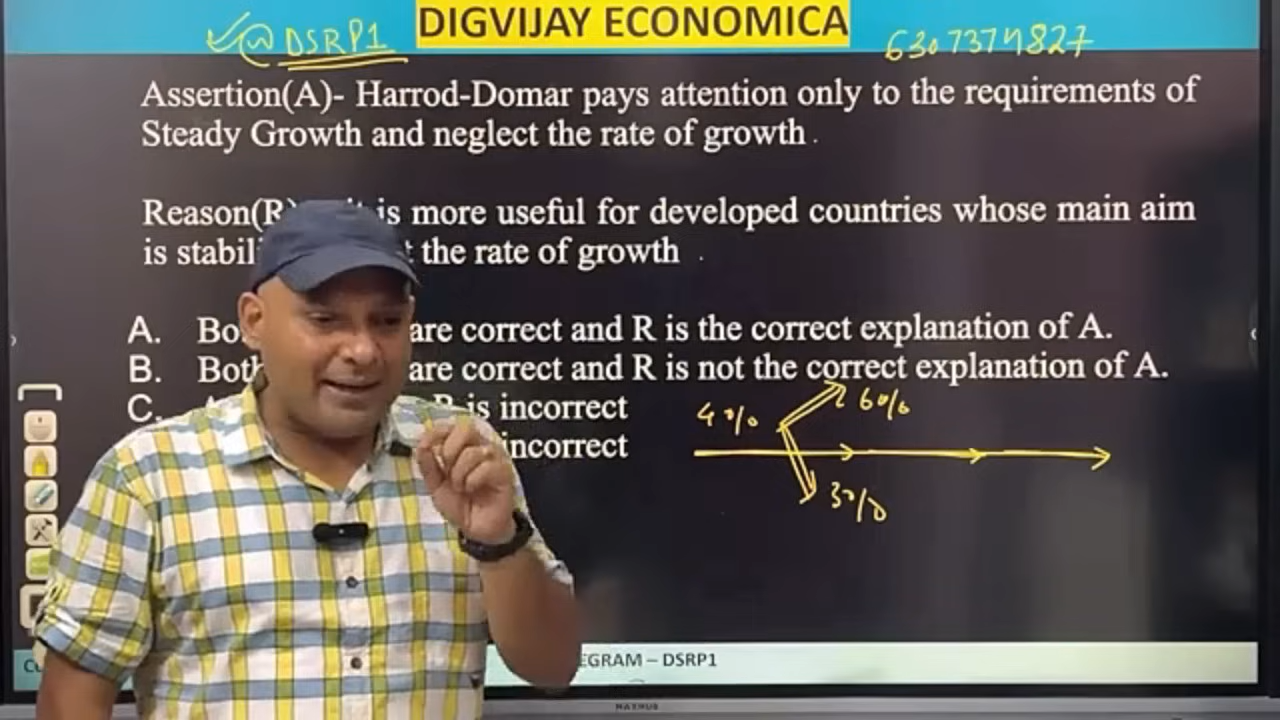 DIGVIJAY ECONOMICA
@DSRP1
6307374827
Assertion(A)- Harrod-Domar pays attention only to the requirements of
Steady Growth and neglect the rate of growth .
Reason(R) is more useful for developed countries whose main aim
is the rate of growth .
A. are correct and R is the correct explanation of A.
B. Both are correct and R is not the correct explanation of A.
C. R is incorrect
incorrect
4%
6%
3%
EGRAM – DSRP1
MAXHUB